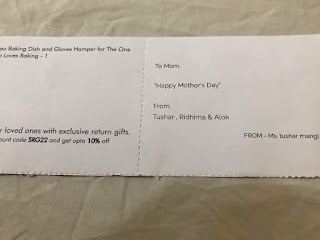 eo Baking Dish and Gloves Hamper for The One
o Loves Baking - 1
r loved ones with exclusive return gifts.
ount code SRG22 and get upto 10% off
To Mom,
"Happy Mother's Day"
From,
Tushar , Ridhima & Alok
FROM - Ms. tushar mangl,